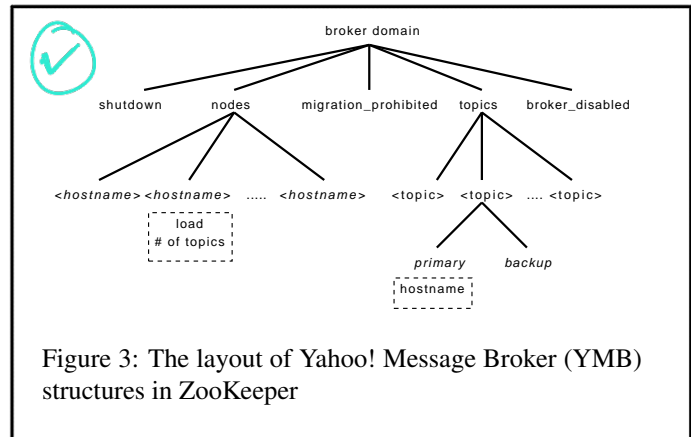 broker domain
shutdown nodes migration_prohibited topics broker_disabled
<hostname> <hostname> ..... <hostname> <topic> <topic> .... <topic>
load
# of topics
primary backup
hostname
Figure 3: The layout of Yahoo! Message Broker (YMB)
structures in ZooKeeper